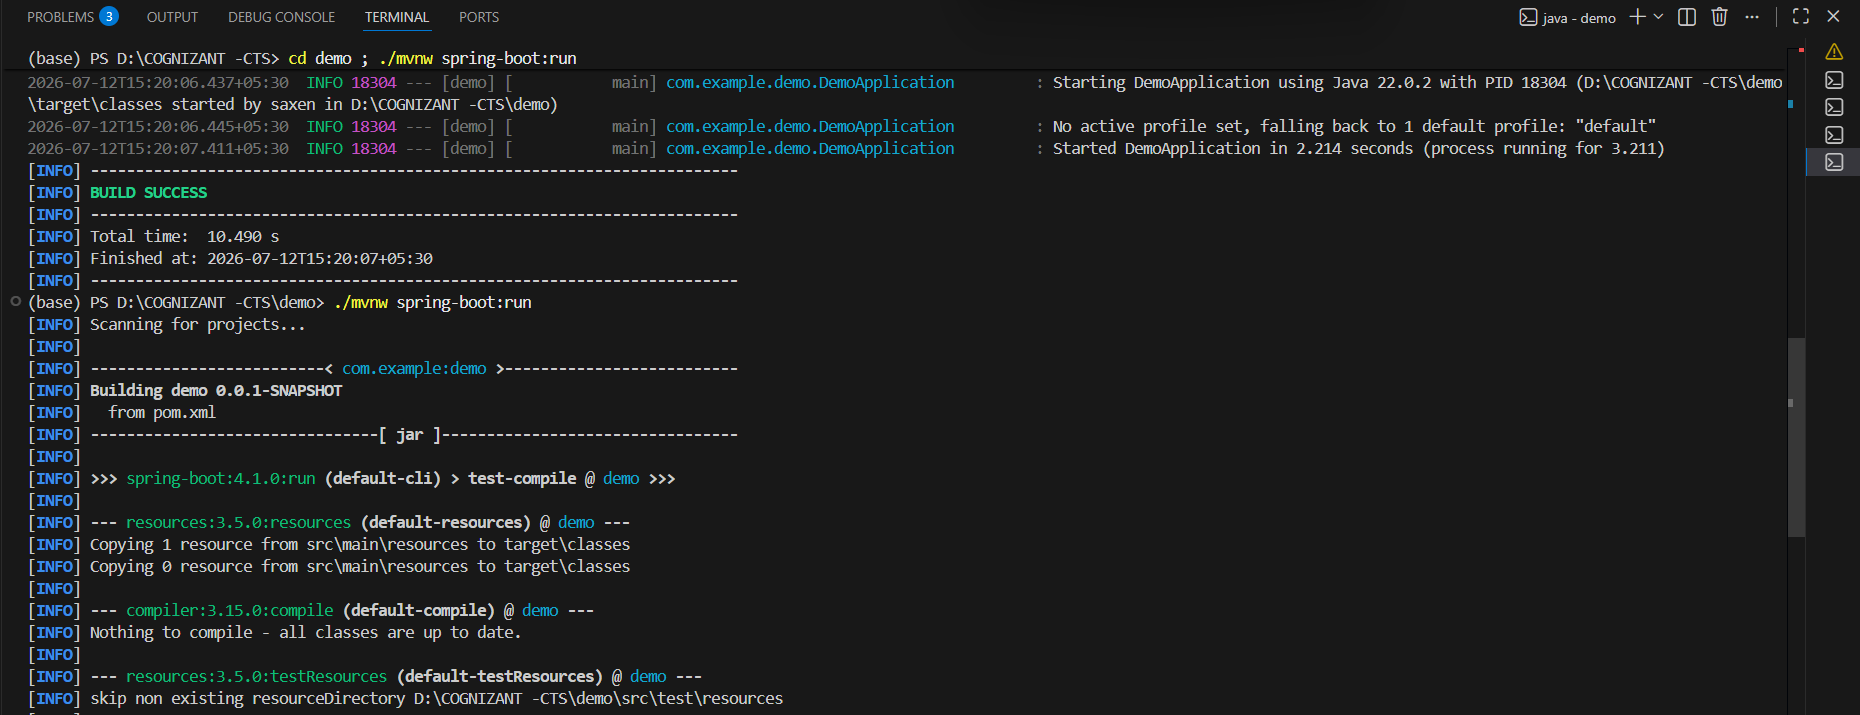 PROBLEMS 3 OUTPUT DEBUG CONSOLE TERMINAL PORTS java - demo
(base) PS D:\COGNIZANT -CTS> cd demo ; ./mvnw spring-boot:run
2026-07-12T15:20:06.437+05:30  INFO 18304 --- [demo] [           main] com.example.demo.DemoApplication         : Starting DemoApplication using Java 22.0.2 with PID 18304 (D:\COGNIZANT -CTS\demo
\target\classes started by saxen in D:\COGNIZANT -CTS\demo)
2026-07-12T15:20:06.445+05:30  INFO 18304 --- [demo] [           main] com.example.demo.DemoApplication         : No active profile set, falling back to 1 default profile: "default"
2026-07-12T15:20:07.411+05:30  INFO 18304 --- [demo] [           main] com.example.demo.DemoApplication         : Started DemoApplication in 2.214 seconds (process running for 3.211)
[INFO] ------------------------------------------------------------------------
[INFO] BUILD SUCCESS
[INFO] ------------------------------------------------------------------------
[INFO] Total time:  10.490 s
[INFO] Finished at: 2026-07-12T15:20:07+05:30
[INFO] ------------------------------------------------------------------------
(base) PS D:\COGNIZANT -CTS\demo> ./mvnw spring-boot:run
[INFO] Scanning for projects...
[INFO]
[INFO] --------------------------< com.example:demo >--------------------------
[INFO] Building demo 0.0.1-SNAPSHOT
[INFO]   from pom.xml
[INFO] --------------------------------[ jar ]---------------------------------
[INFO]
[INFO] >>> spring-boot:4.1.0:run (default-cli) > test-compile @ demo >>>
[INFO]
[INFO] --- resources:3.5.0:resources (default-resources) @ demo ---
[INFO] Copying 1 resource from src\main\resources to target\classes
[INFO] Copying 0 resource from src\main\resources to target\classes
[INFO]
[INFO] --- compiler:3.15.0:compile (default-compile) @ demo ---
[INFO] Nothing to compile - all classes are up to date.
[INFO]
[INFO] --- resources:3.5.0:testResources (default-testResources) @ demo ---
[INFO] skip non existing resourceDirectory D:\COGNIZANT -CTS\demo\src\test\resources